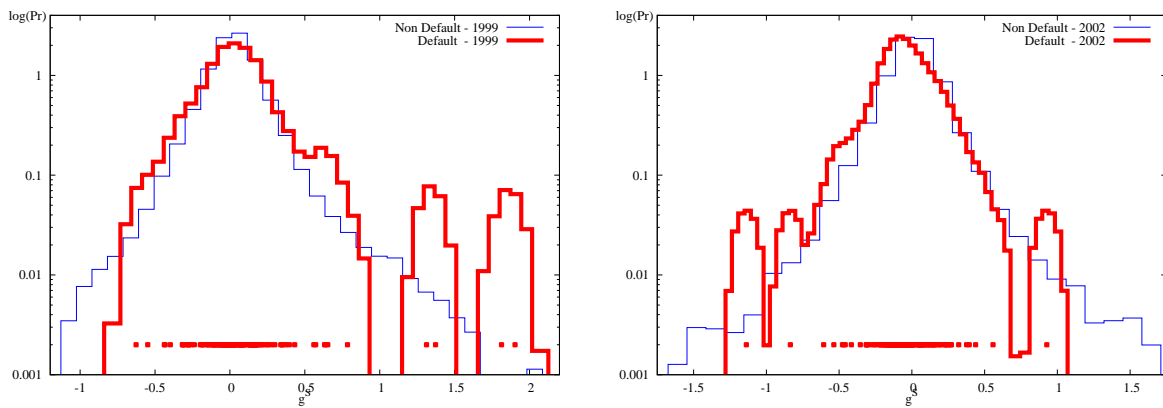 log(Pr)
Non Default - 1999
Default - 1999
1
0.1
0.01
0.001
-1 -0.5 0 0.5 1 1.5 2
g^S
log(Pr)
Non Default - 2002
Default - 2002
1
0.1
0.01
0.001
-1.5 -1 -0.5 0 0.5 1 1.5
g^S